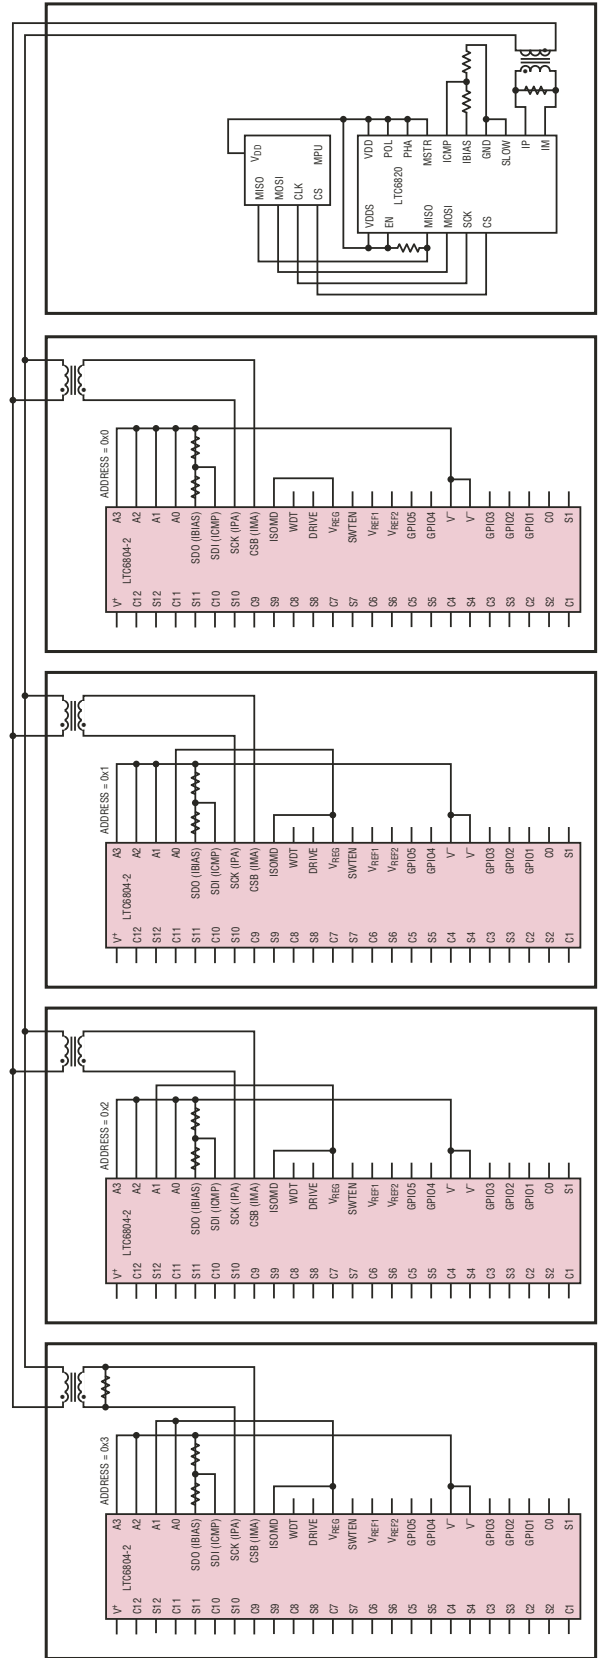 VDD
MPU
MISO
MOSI
CLK
CS
LTC6820
VDD
POL
PHA
MSTR
ICMP
IBIAS
GND
SLOW
IP
IM
VDDS
EN
MISO
MOSI
SCK
CS
ADDRESS = 0x0
LTC6804-2
A3
A2
A1
A0
SDO (IBIAS)
SDI (ICMP)
SCK (IPA)
CSB (IMA)
ISOMD
WDT
DRIVE
VREG
SWTEN
VREF1
VREF2
GPIO5
GPIO4
V–
V–
GPIO3
GPIO2
GPIO1
C0
S1
V+
C12
S12
C11
S11
C10
S10
C9
S9
C8
S8
C7
S7
C6
S6
C5
S5
C4
S4
C3
S3
C2
S2
C1
ADDRESS = 0x1
LTC6804-2
A3
A2
A1
A0
SDO (IBIAS)
SDI (ICMP)
SCK (IPA)
CSB (IMA)
ISOMD
WDT
DRIVE
VREG
SWTEN
VREF1
VREF2
GPIO5
GPIO4
V–
V–
GPIO3
GPIO2
GPIO1
C0
S1
V+
C12
S12
C11
S11
C10
S10
C9
S9
C8
S8
C7
S7
C6
S6
C5
S5
C4
S4
C3
S3
C2
S2
C1
ADDRESS = 0x2
LTC6804-2
A3
A2
A1
A0
SDO (IBIAS)
SDI (ICMP)
SCK (IPA)
CSB (IMA)
ISOMD
WDT
DRIVE
VREG
SWTEN
VREF1
VREF2
GPIO5
GPIO4
V–
V–
GPIO3
GPIO2
GPIO1
C0
S1
V+
C12
S12
C11
S11
C10
S10
C9
S9
C8
S8
C7
S7
C6
S6
C5
S5
C4
S4
C3
S3
C2
S2
C1
ADDRESS = 0x3
LTC6804-2
A3
A2
A1
A0
SDO (IBIAS)
SDI (ICMP)
SCK (IPA)
CSB (IMA)
ISOMD
WDT
DRIVE
VREG
SWTEN
VREF1
VREF2
GPIO5
GPIO4
V–
V–
GPIO3
GPIO2
GPIO1
C0
S1
V+
C12
S12
C11
S11
C10
S10
C9
S9
C8
S8
C7
S7
C6
S6
C5
S5
C4
S4
C3
S3
C2
S2
C1